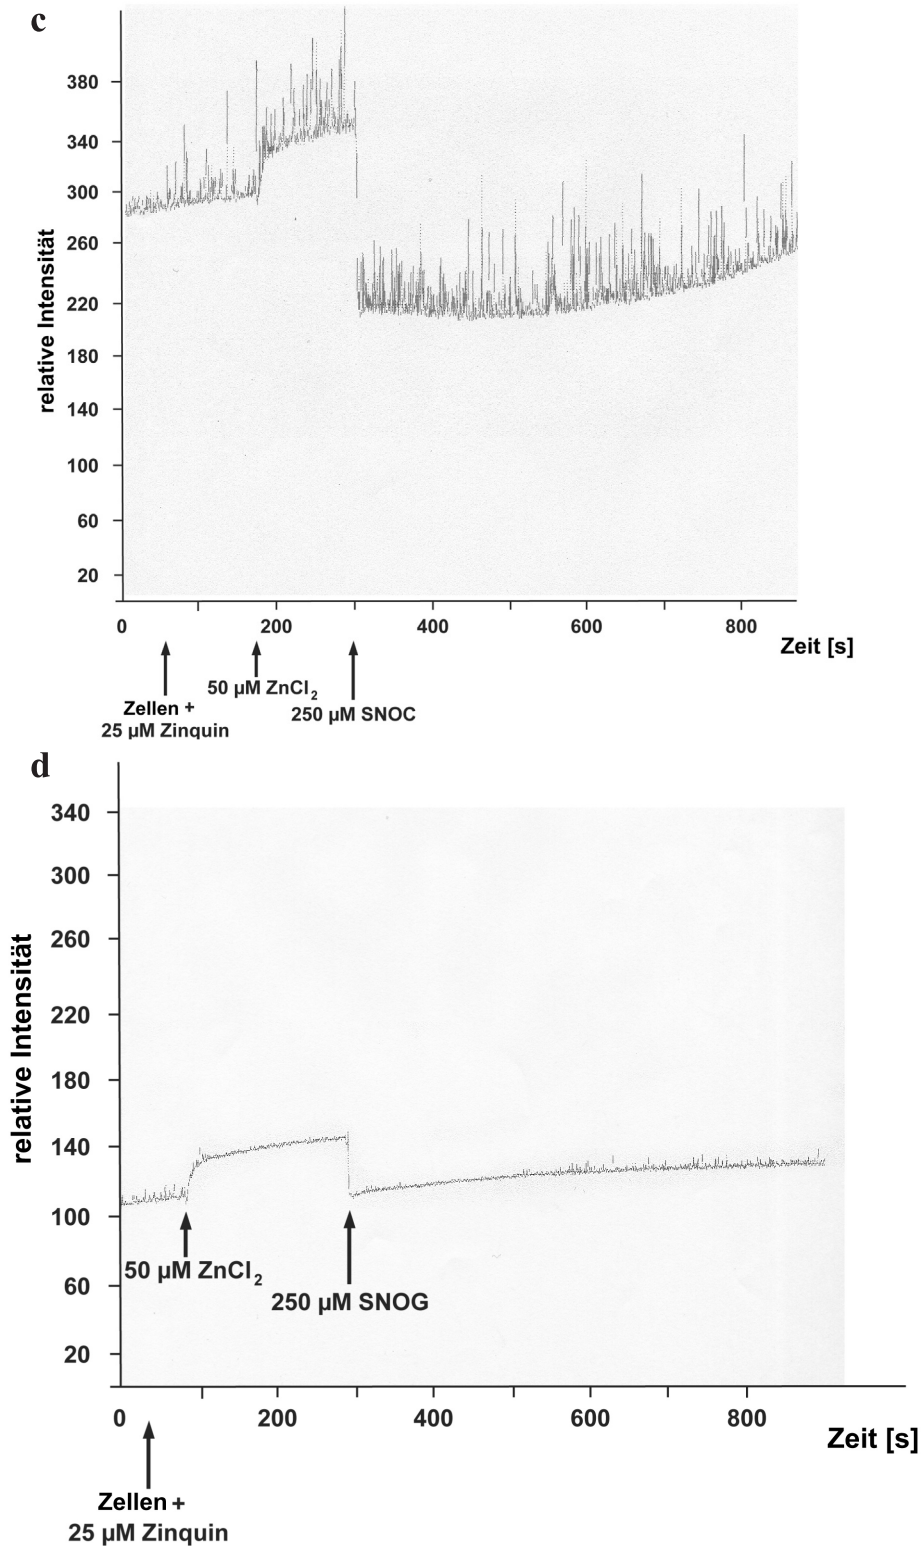 c
380
340
300
260
220
180
140
100
60
20
relative Intensität
0 200 400 600 800
Zeit [s]
50 µM ZnCl₂
Zellen +
25 µM Zinquin
250 µM SNOC
d
340
300
260
220
180
140
100
60
20
relative Intensität
50 µM ZnCl₂
250 µM SNOG
0 200 400 600 800
Zeit [s]
Zellen +
25 µM Zinquin